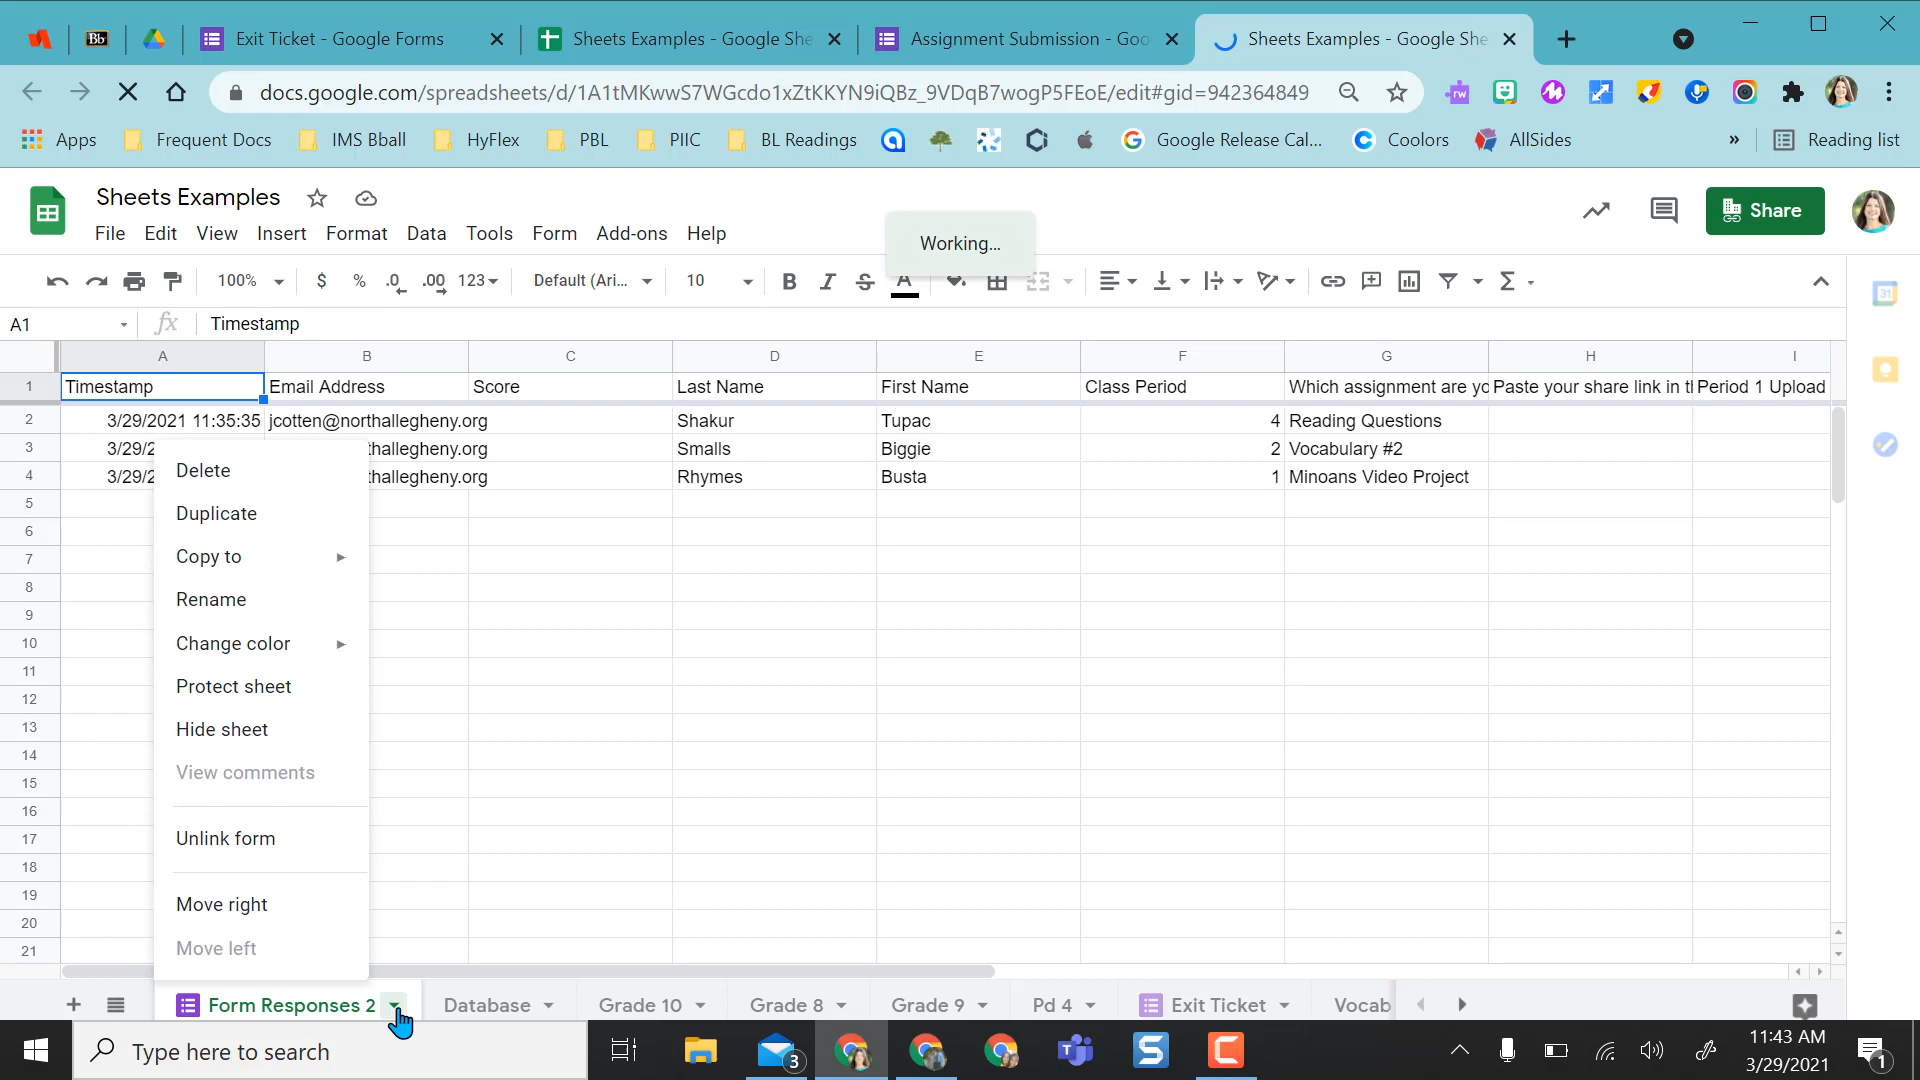 Bb
Exit Ticket - Google Forms
Sheets Examples - Google She
Assignment Submission - Goo
Sheets Examples - Google She
docs.google.com/spreadsheets/d/1A1tMKwwS7WGcdo1xZtKKYN9iQBz_9VDqB7wogP5FEoE/edit#gid=942364849
rw
Apps
Frequent Docs
IMS Bball
HyFlex
PBL
PIIC
BL Readings
Google Release Cal...
Coolors
AllSides
»
Reading list
Sheets Examples
File Edit View Insert Format Data Tools Form Add-ons Help
Working...
Share
100% $ % .0 .00 123 Default (Ari... 10 B I S A Σ
31
A1 fx Timestamp
A B C D E F G H I
1 Timestamp Email Address Score Last Name First Name Class Period Which assignment are yo Paste your share link in th Period 1 Upload
2 3/29/2021 11:35:35 jcotten@northallegheny.org Shakur Tupac 4 Reading Questions
3 3/29/2 thallegheny.org Smalls Biggie 2 Vocabulary #2
4 3/29/2 thallegheny.org Rhymes Busta 1 Minoans Video Project
5
6
7
8
9
10
11
12
13
14
15
16
17
18
19
20
21
Delete
Duplicate
Copy to
Rename
Change color
Protect sheet
Hide sheet
View comments
Unlink form
Move right
Move left
+ Form Responses 2 Database Grade 10 Grade 8 Grade 9 Pd 4 Exit Ticket Vocab
Type here to search
3
T
S
C
11:43 AM
3/29/2021
1